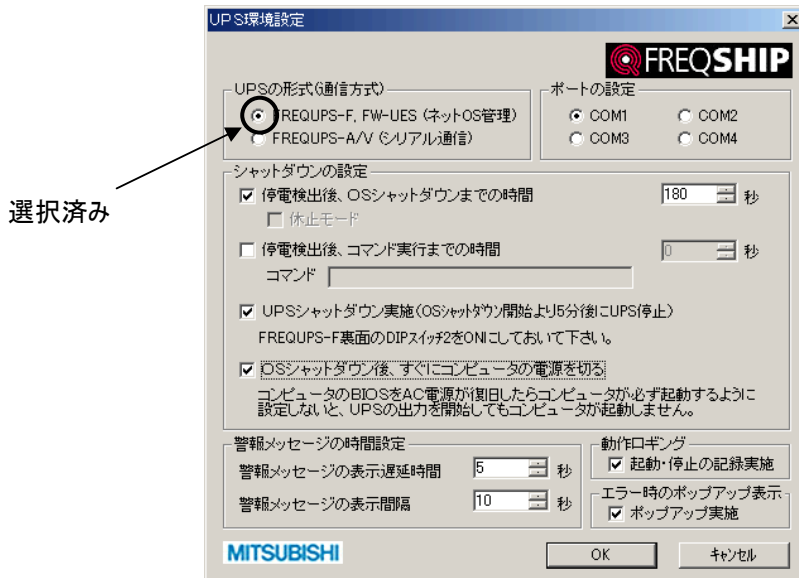 UPS環境設定
FREQSHIP
UPSの形式(通信方式)
FREQUPS-F, FW-UES (ネットOS管理)
FREQUPS-A/V (シリアル通信)
ポートの設定
COM1 COM2
COM3 COM4
選択済み
シャットダウンの設定
停電検出後、OSシャットダウンまでの時間 180 秒
休止モード
停電検出後、コマンド実行までの時間 0 秒
コマンド
UPSシャットダウン実施(OSシャットダウン開始より5分後にUPS停止)
FREQUPS-F裏面のDIPスイッチ2をONにしておいて下さい。
OSシャットダウン後、すぐにコンピュータの電源を切る
コンピュータのBIOSをAC電源が復旧したらコンピュータが必ず起動するように
設定しないと、UPSの出力を開始してもコンピュータが起動しません。
警報メッセージの時間設定
警報メッセージの表示遅延時間 5 秒
警報メッセージの表示間隔 10 秒
動作ロギング
起動・停止の記録実施
エラー時のポップアップ表示
ポップアップ実施
MITSUBISHI
OK キャンセル